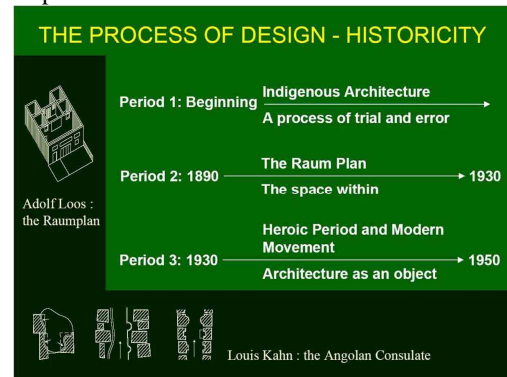 THE PROCESS OF DESIGN - HISTORICITY
Period 1: Beginning
Indigenous Architecture
A process of trial and error
Period 2: 1890
The Raum Plan
The space within
1930
Adolf Loos :
the Raumplan
Period 3: 1930
Heroic Period and Modern
Movement
Architecture as an object
1950
Louis Kahn : the Angolan Consulate